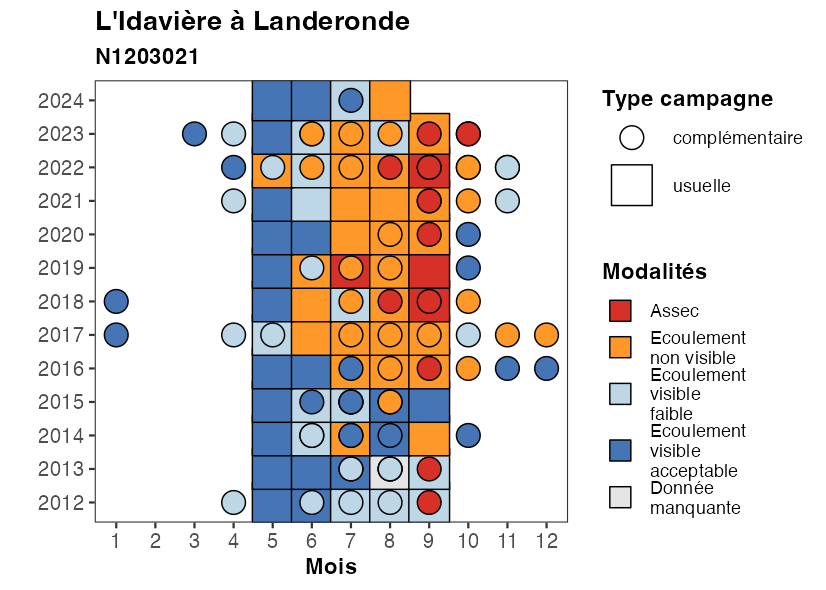 L'Idavière à Landeronde
N1203021
2024
2023
2022
2021
2020
2019
2018
2017
2016
2015
2014
2013
2012
1 2 3 4 5 6 7 8 9 10 11 12
Mois
Type campagne
complémentaire
usuelle
Modalités
Assec
Ecoulement
non visible
Ecoulement
visible
faible
Ecoulement
visible
acceptable
Donnée
manquante